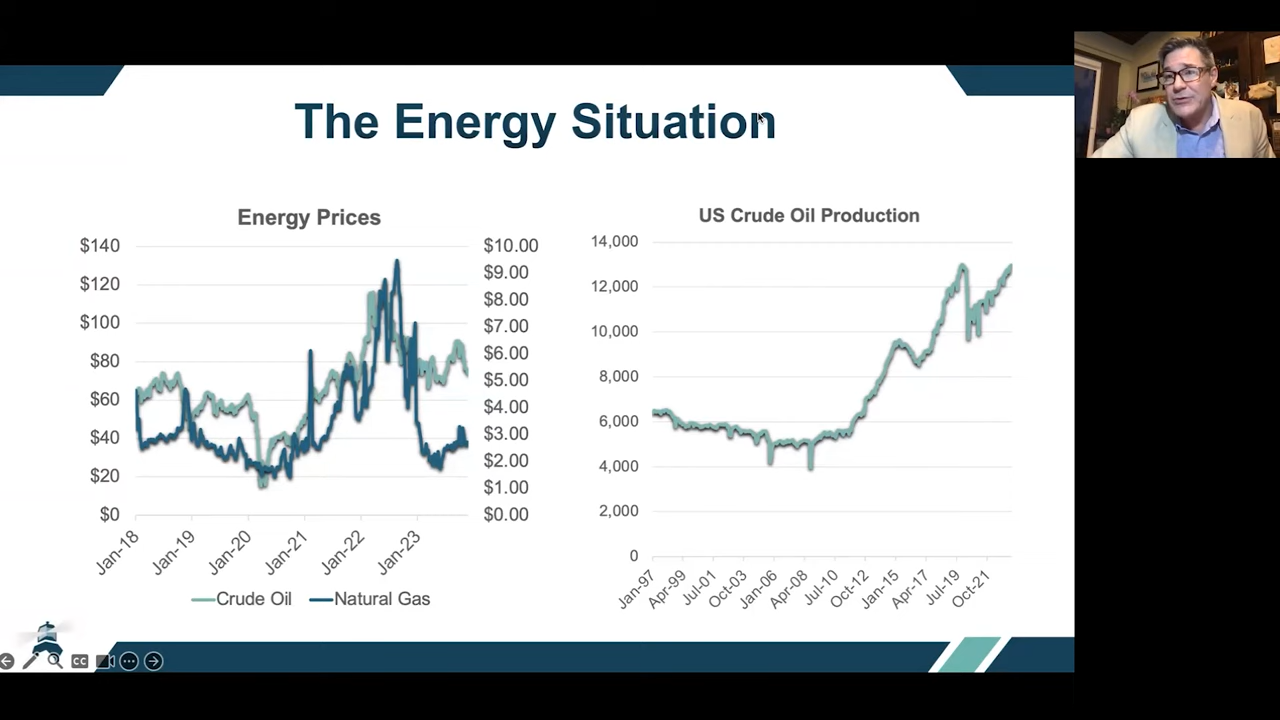 The Energy Situation
Energy Prices
$140
$120
$100
$80
$60
$40
$20
$0
$10.00
$9.00
$8.00
$7.00
$6.00
$5.00
$4.00
$3.00
$2.00
$1.00
$0.00
Jan-18
Jan-19
Jan-20
Jan-21
Jan-22
Jan-23
Crude Oil
Natural Gas
US Crude Oil Production
14,000
12,000
10,000
8,000
6,000
4,000
2,000
0
Jan-97
Apr-99
Jul-01
Oct-03
Jan-06
Apr-08
Jul-10
Oct-12
Jan-15
Apr-17
Jul-19
Oct-21
CC